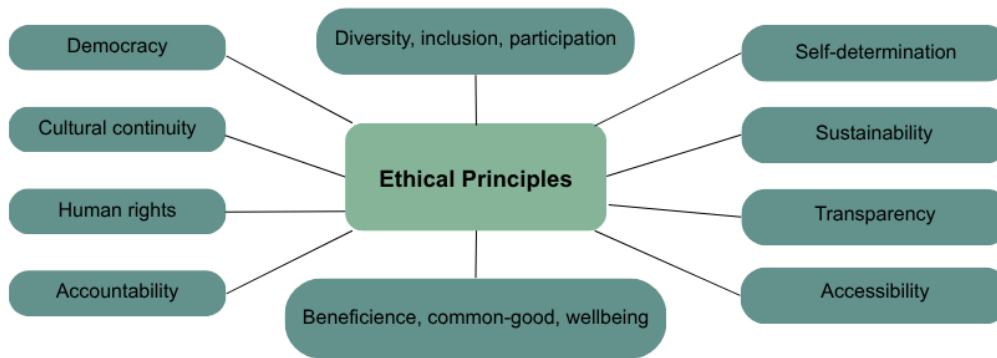 Democracy
Diversity, inclusion, participation
Self-determination
Cultural continuity
Sustainability
Ethical Principles
Human rights
Transparency
Accountability
Accessibility
Beneficience, common-good, wellbeing